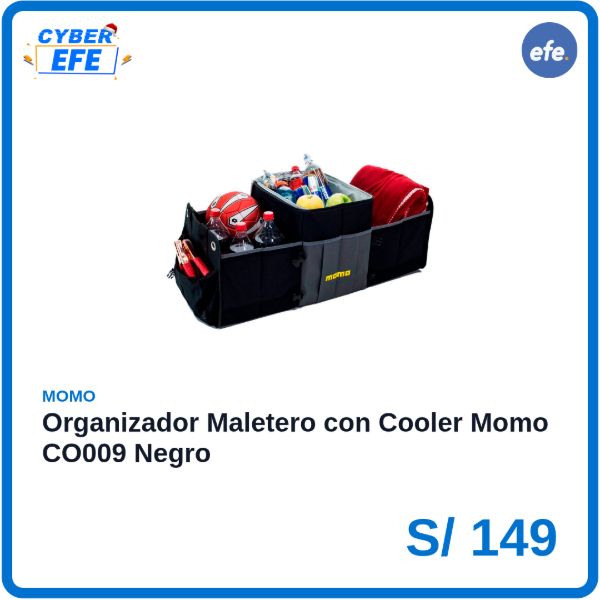 CYBER
EFE
efe.
momo
MOMO
Organizador Maletero con Cooler Momo
CO009 Negro
S/ 149